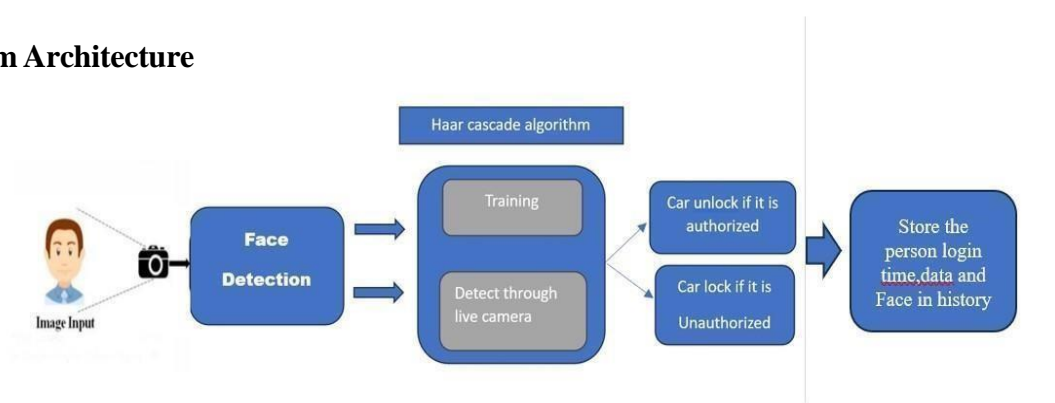 m Architecture
Haar cascade algorithm
Image Input
Face
Detection
Training
Detect through
live camera
Car unlock if it is
authorized
Car lock if it is
Unauthorized
Store the
person login
time,data and
Face in history